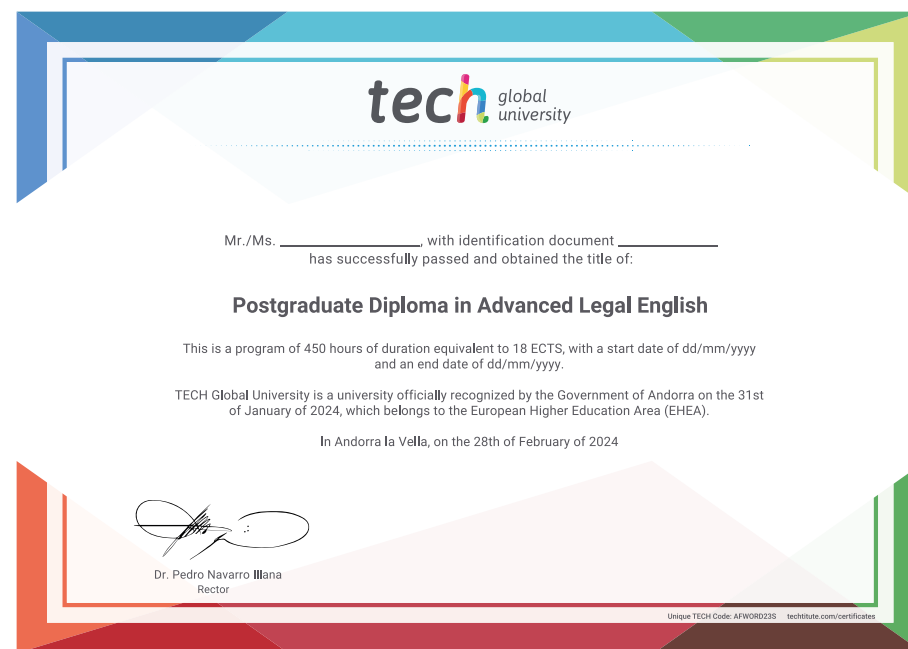 tech global university
Mr./Ms. ____________________, with identification document ______________
has successfully passed and obtained the title of:
Postgraduate Diploma in Advanced Legal English
This is a program of 450 hours of duration equivalent to 18 ECTS, with a start date of dd/mm/yyyy
and an end date of dd/mm/yyyy.
TECH Global University is a university officially recognized by the Government of Andorra on the 31st
of January of 2024, which belongs to the European Higher Education Area (EHEA).
In Andorra la Vella, on the 28th of February of 2024
Dr. Pedro Navarro Illana
Rector
Unique TECH Code: AFWORD23S techtitute.com/certificates